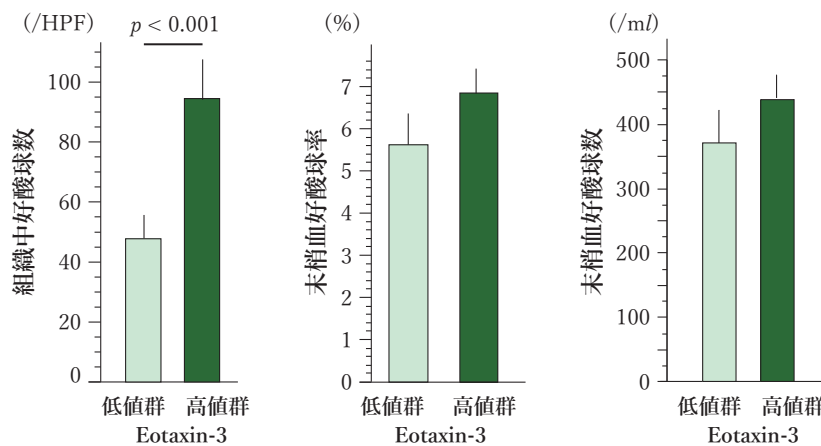 (/HPF)
p < 0.001
組織中好酸球数
100
80
60
40
20
0
低値群 高値群
Eotaxin-3
(%)
末梢血好酸球率
7
6
5
4
3
2
1
0
低値群 高値群
Eotaxin-3
(/ml)
末梢血好酸球数
500
400
300
200
100
0
低値群 高値群
Eotaxin-3